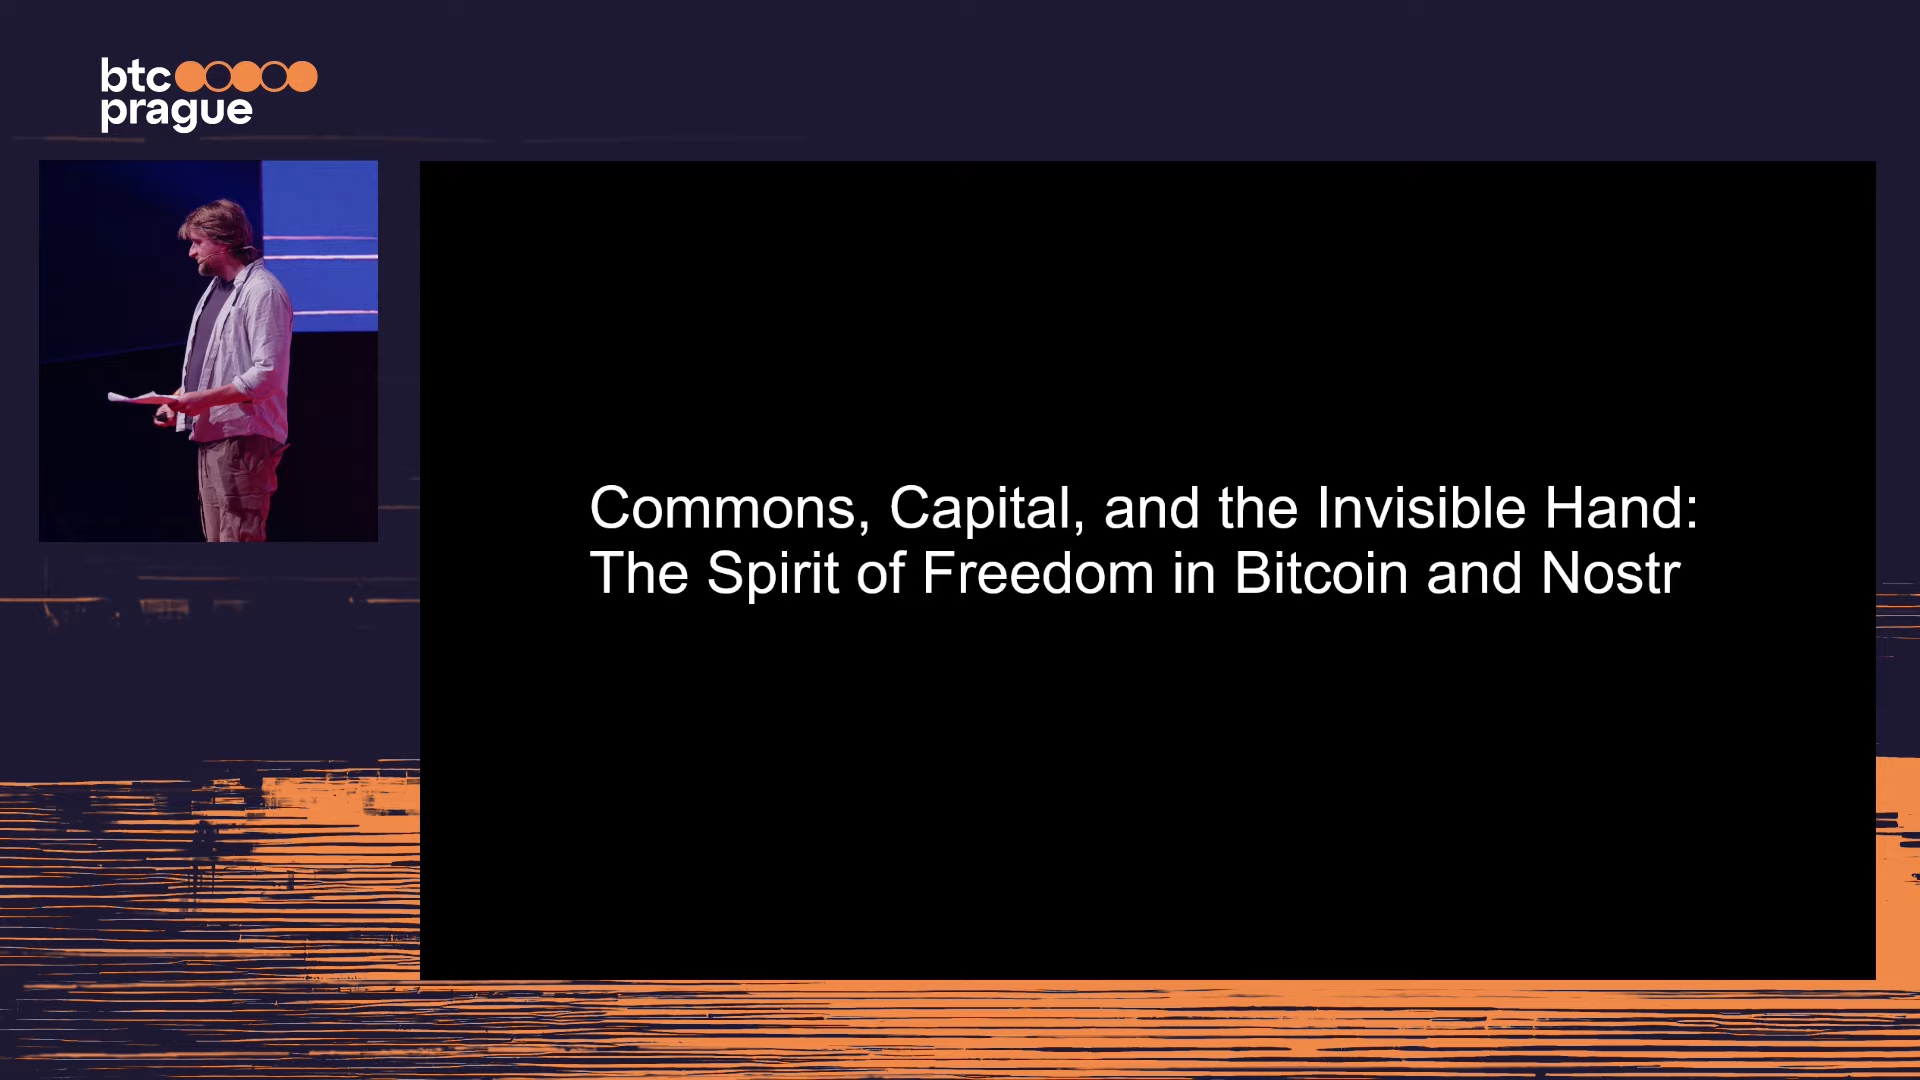 btc
prague
Commons, Capital, and the Invisible Hand:
The Spirit of Freedom in Bitcoin and Nostr